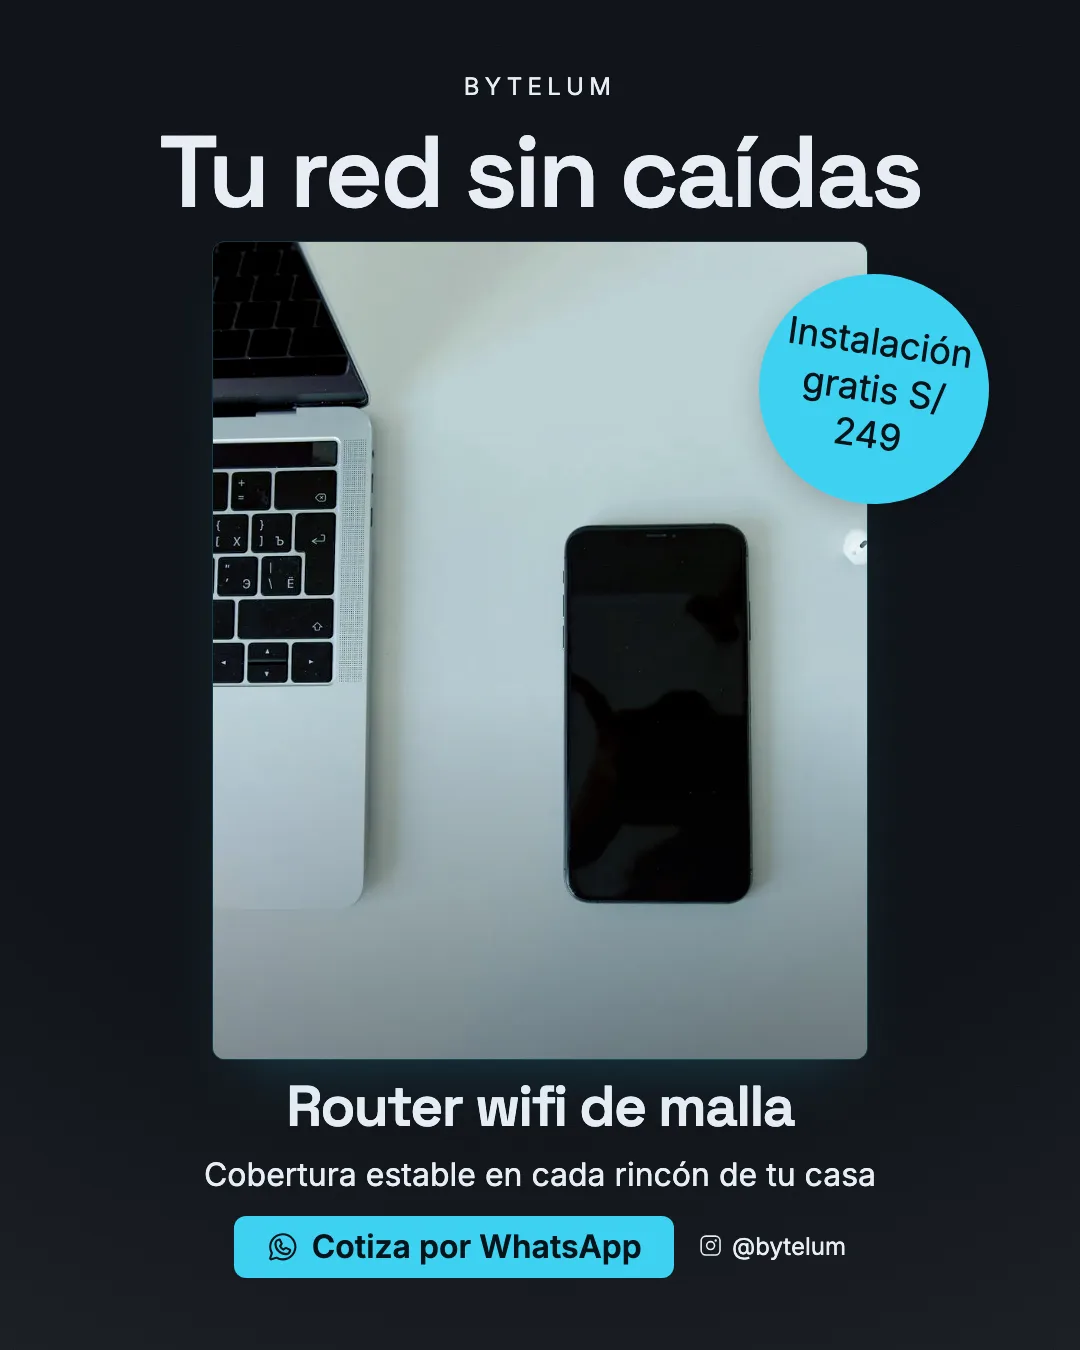 BYTELUM
Tu red sin caídas
Instalación
gratis S/
249
+
=
{
[ Х
}
] Ъ
"
' Э
|
\ Ё
Router wifi de malla
Cobertura estable en cada rincón de tu casa
Cotiza por WhatsApp
@bytelum